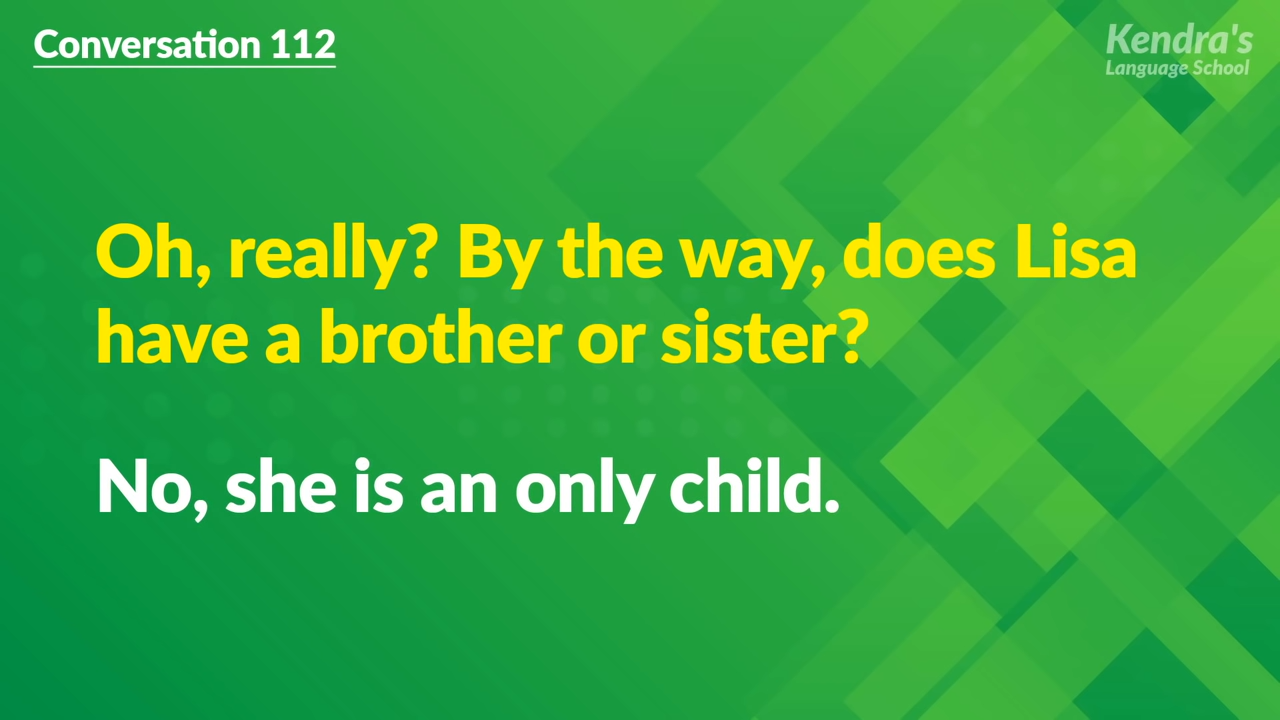 Conversation 112
Kendra's
Language School
Oh, really? By the way, does Lisa
have a brother or sister?
No, she is an only child.